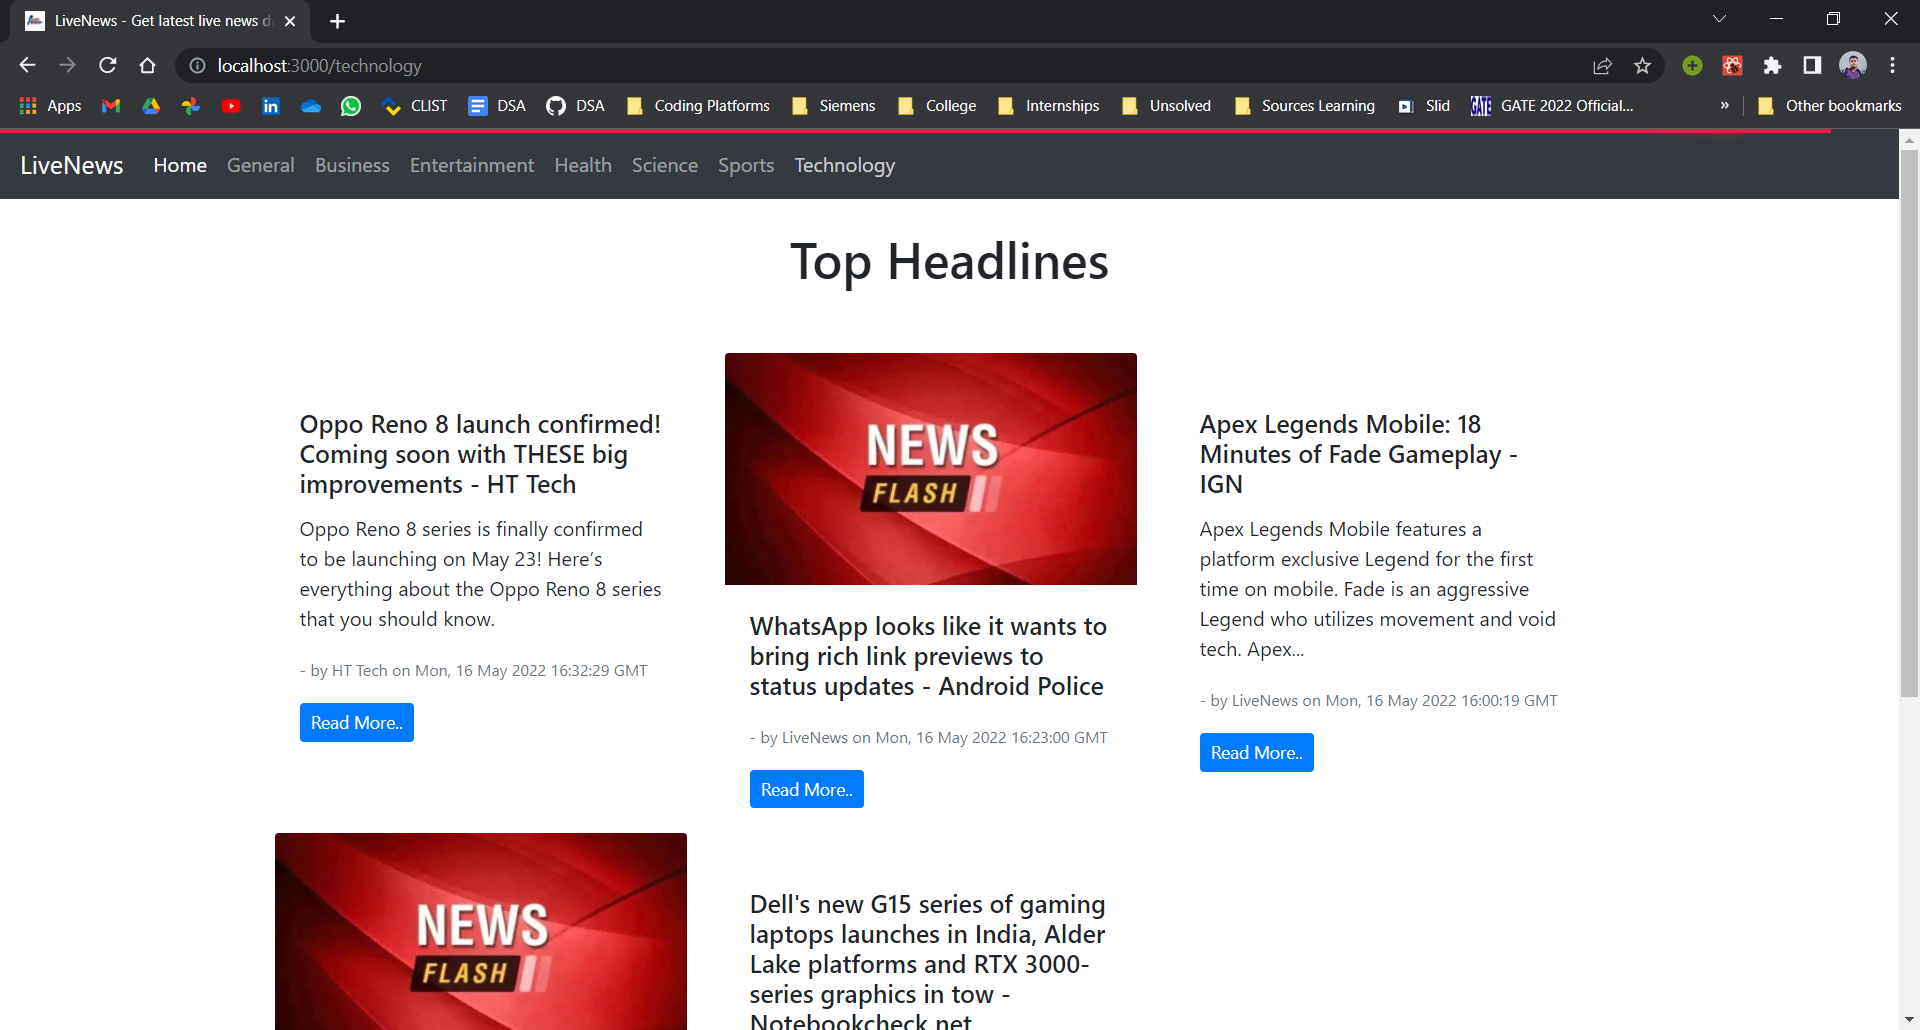 LiveNews - Get latest live news d
localhost:3000/technology
Apps
CLIST
DSA
DSA
Coding Platforms
Siemens
College
Internships
Unsolved
Sources Learning
Slid
GATE
GATE 2022 Official...
»
Other bookmarks
LiveNews Home General Business Entertainment Health Science Sports Technology
Top Headlines
Oppo Reno 8 launch confirmed!
Coming soon with THESE big
improvements - HT Tech
Oppo Reno 8 series is finally confirmed
to be launching on May 23! Here’s
everything about the Oppo Reno 8 series
that you should know.
- by HT Tech on Mon, 16 May 2022 16:32:29 GMT
Read More..
NEWS
FLASH
WhatsApp looks like it wants to
bring rich link previews to
status updates - Android Police
- by LiveNews on Mon, 16 May 2022 16:23:00 GMT
Read More..
Apex Legends Mobile: 18
Minutes of Fade Gameplay -
IGN
Apex Legends Mobile features a
platform exclusive Legend for the first
time on mobile. Fade is an aggressive
Legend who utilizes movement and void
tech. Apex...
- by LiveNews on Mon, 16 May 2022 16:00:19 GMT
Read More..
NEWS
FLASH
Dell's new G15 series of gaming
laptops launches in India, Alder
Lake platforms and RTX 3000-
series graphics in tow -
Notebookcheck.net